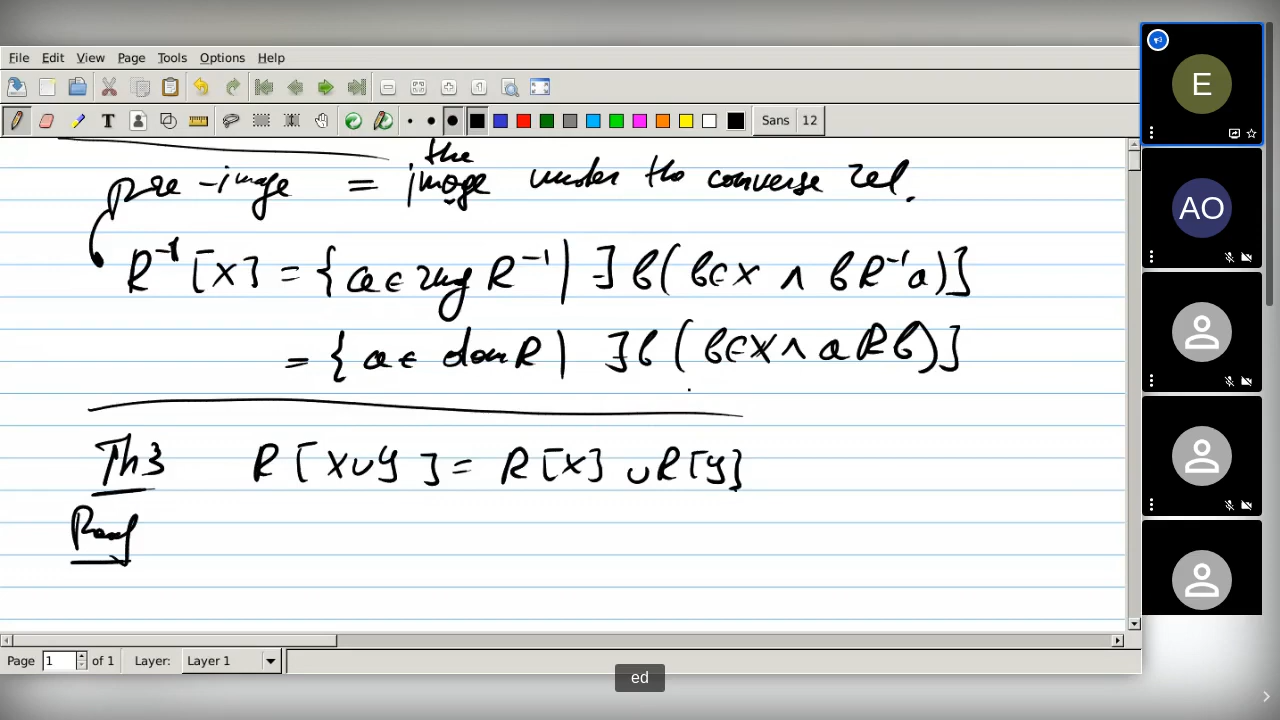 File Edit View Page Tools Options Help
Sans 12
the
pre-image = image under the converse rel.
R⁻¹[X] = {a ∈ rng R⁻¹ | ∃b(b∈X ∧ bR⁻¹a)}
= {a ∈ dom R | ∃b(b∈X ∧ aRb)}
Th3 R[X∪Y] = R[X] ∪ R[Y]
Proof
Page 1 of 1 Layer: Layer 1
ed
E
AO